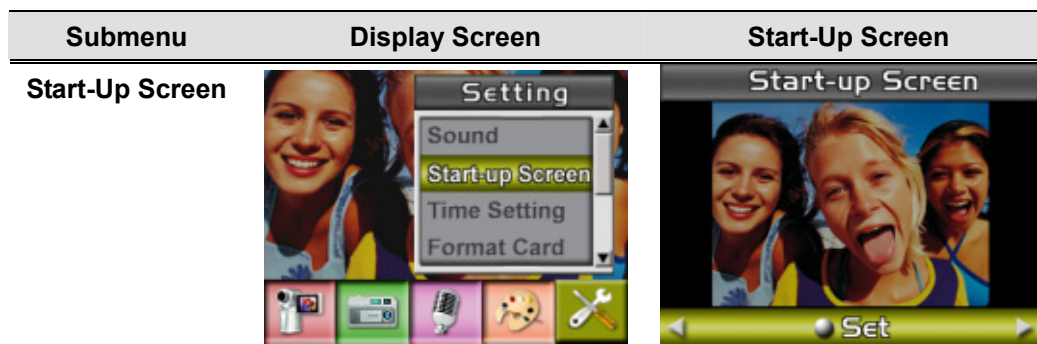 Submenu Display Screen Start-Up Screen
Start-Up Screen
Setting
Sound
Start-up Screen
Time Setting
Format Card
Start-up Screen
Set